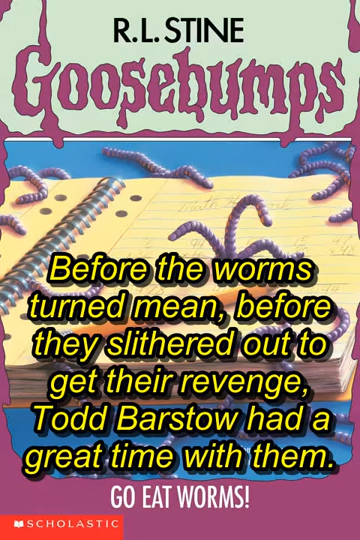 R.L. STINE
Goosebumps
Before the worms
turned mean, before
they slithered out to
get their revenge,
Todd Barstow had a
great time with them.
GO EAT WORMS!
SCHOLASTIC